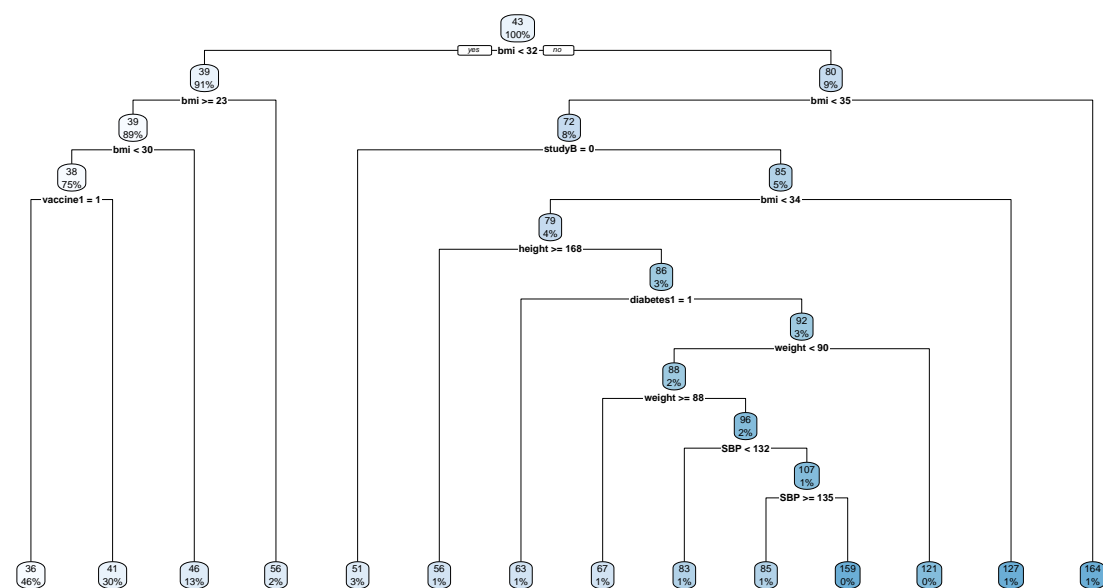 43
100%
yes bmi < 32 no
39
91%
80
9%
bmi >= 23
bmi < 35
39
89%
72
8%
bmi < 30
studyB = 0
38
75%
85
5%
vaccine1 = 1
bmi < 34
79
4%
height >= 168
86
3%
diabetes1 = 1
92
3%
weight < 90
88
2%
weight >= 88
96
2%
SBP < 132
107
1%
SBP >= 135
36 41 46 56 51 56 63 67 83 85 159 121 127 164
46% 30% 13% 2% 3% 1% 1% 1% 1% 1% 0% 0% 1% 1%